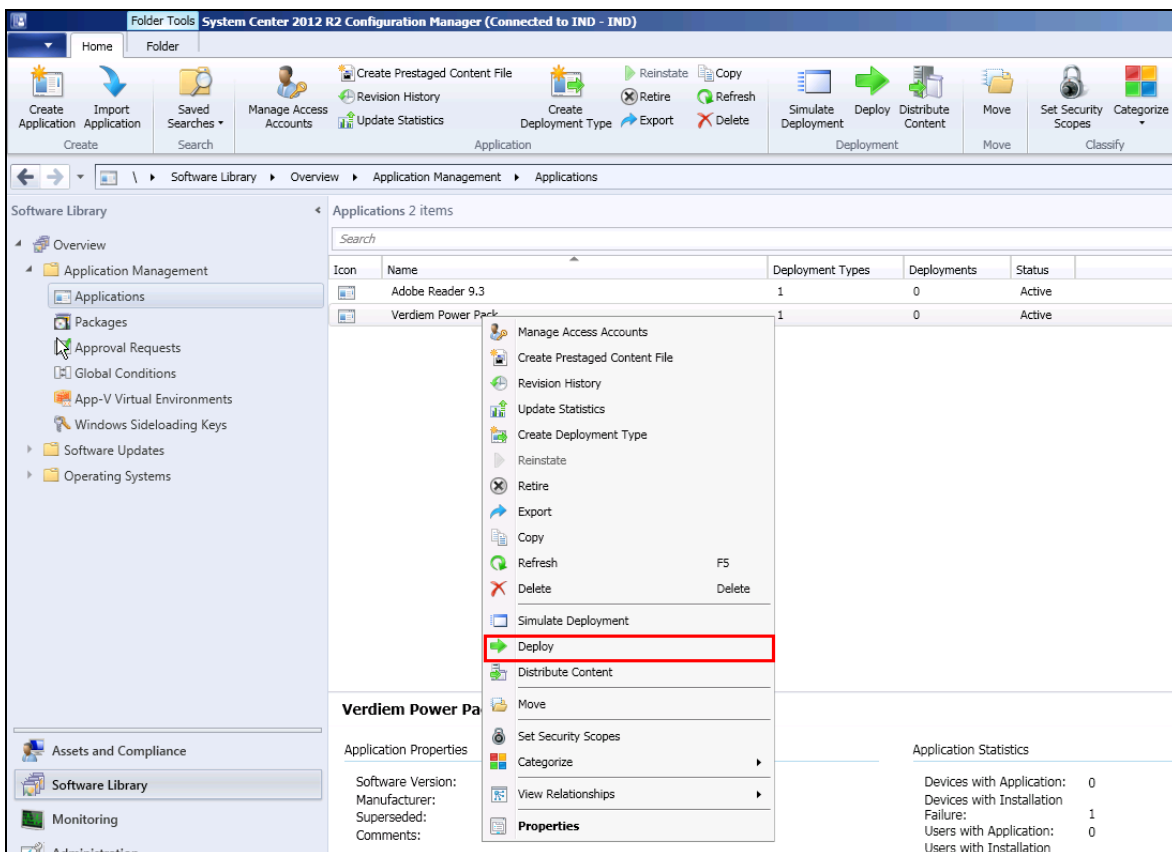 Folder Tools System Center 2012 R2 Configuration Manager (Connected to IND - IND)
Home Folder
Create Application
Import Application
Create
Saved Searches
Search
Manage Access Accounts
Create Prestaged Content File
Revision History
Update Statistics
Create Deployment Type
Reinstate
Retire
Export
Copy
Refresh
Delete
Application
Simulate Deployment
Deploy
Distribute Content
Deployment
Move
Move
Set Security Scopes
Categorize
Classify
\ Software Library Overview Application Management Applications
Software Library
Overview
Application Management
Applications
Packages
Approval Requests
Global Conditions
App-V Virtual Environments
Windows Sideloading Keys
Software Updates
Operating Systems
Assets and Compliance
Software Library
Monitoring
Administration
Applications 2 items
Search
Icon Name Deployment Types Deployments Status
Adobe Reader 9.3 1 0 Active
Verdiem Power Pack 1 0 Active
Manage Access Accounts
Create Prestaged Content File
Revision History
Update Statistics
Create Deployment Type
Reinstate
Retire
Export
Copy
Refresh F5
Delete Delete
Simulate Deployment
Deploy
Distribute Content
Move
Set Security Scopes
Categorize
View Relationships
Properties
Verdiem Power Pa
Application Properties
Software Version:
Manufacturer:
Superseded:
Comments:
Application Statistics
Devices with Application: 0
Devices with Installation
Failure: 1
Users with Application: 0
Users with Installation